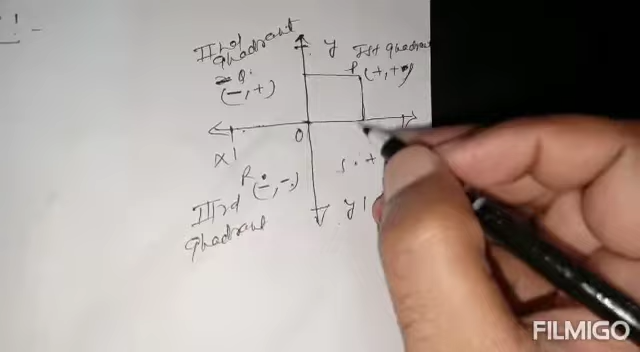 ! -
IInd
quadrant
Q.
(-, +)
y
Ist quadrant
P
(+, +)
O
X'
R
(-, -)
S . +
IIIrd
quadrant
y'
FILMIGO